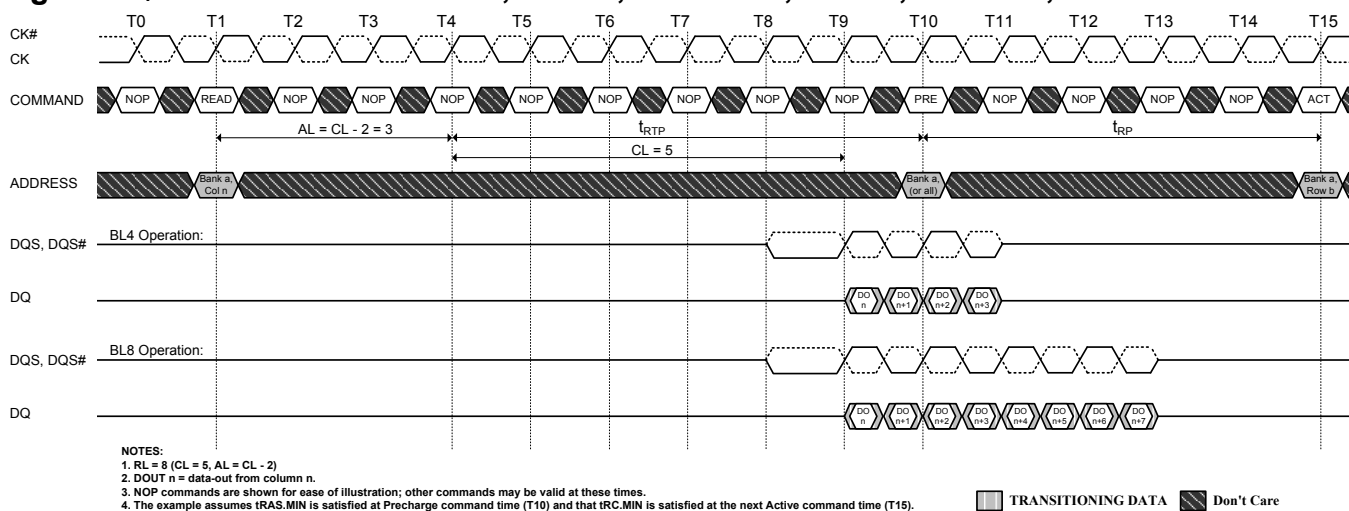 T0 T1 T2 T3 T4 T5 T6 T7 T8 T9 T10 T11 T12 T13 T14 T15
CK#
CK
COMMAND NOP READ NOP NOP NOP NOP NOP NOP NOP NOP PRE NOP NOP NOP NOP ACT
AL = CL - 2 = 3 tRTP tRP
CL = 5
ADDRESS Bank a, Col n Bank a, (or all) Bank a, Row b
BL4 Operation:
DQS, DQS#
DQ DO n DO n+1 DO n+2 DO n+3
BL8 Operation:
DQS, DQS#
DQ DO n DO n+1 DO n+2 DO n+3 DO n+4 DO n+5 DO n+6 DO n+7
NOTES:
1. RL = 8 (CL = 5, AL = CL - 2)
2. DOUT n = data-out from column n.
3. NOP commands are shown for ease of illustration; other commands may be valid at these times.
4. The example assumes tRAS.MIN is satisfied at Precharge command time (T10) and that tRC.MIN is satisfied at the next Active command time (T15).
TRANSITIONING DATA Don't Care